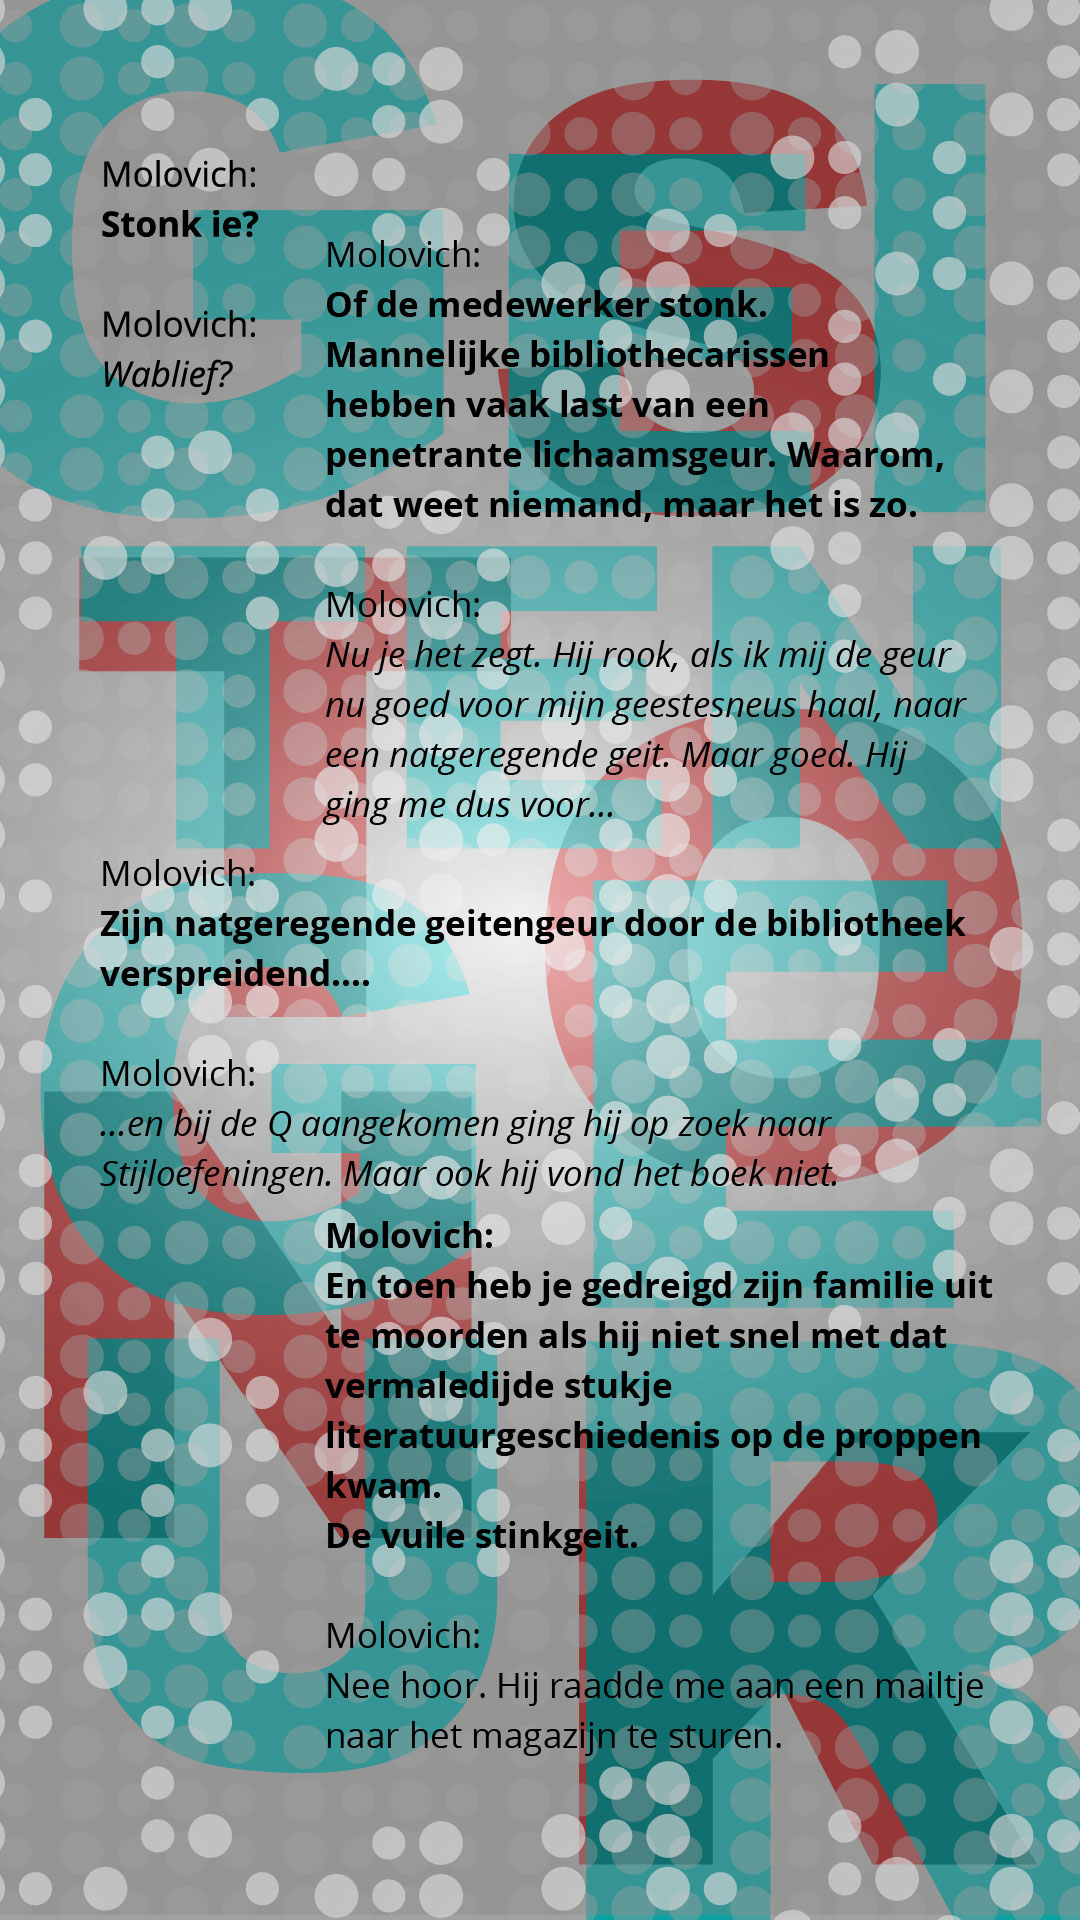 GEI
TEN
GE
UR
S
T
O
N
K
Molovich:
Stonk ie?
Molovich:
Wablief?
Molovich:
Of de medewerker stonk.
Mannelijke bibliothecarissen
hebben vaak last van een
penetrante lichaamsgeur. Waarom,
dat weet niemand, maar het is zo.
Molovich:
Nu je het zegt. Hij rook, als ik mij de geur
nu goed voor mijn geestesneus haal, naar
een natgeregende geit. Maar goed. Hij
ging me dus voor...
Molovich:
Zijn natgeregende geitengeur door de bibliotheek
verspreidend....
Molovich:
...en bij de Q aangekomen ging hij op zoek naar
Stijloefeningen. Maar ook hij vond het boek niet.
Molovich:
En toen heb je gedreigd zijn familie uit
te moorden als hij niet snel met dat
vermaledijde stukje
literatuurgeschiedenis op de proppen
kwam.
De vuile stinkgeit.
Molovich:
Nee hoor. Hij raadde me aan een mailtje
naar het magazijn te sturen.